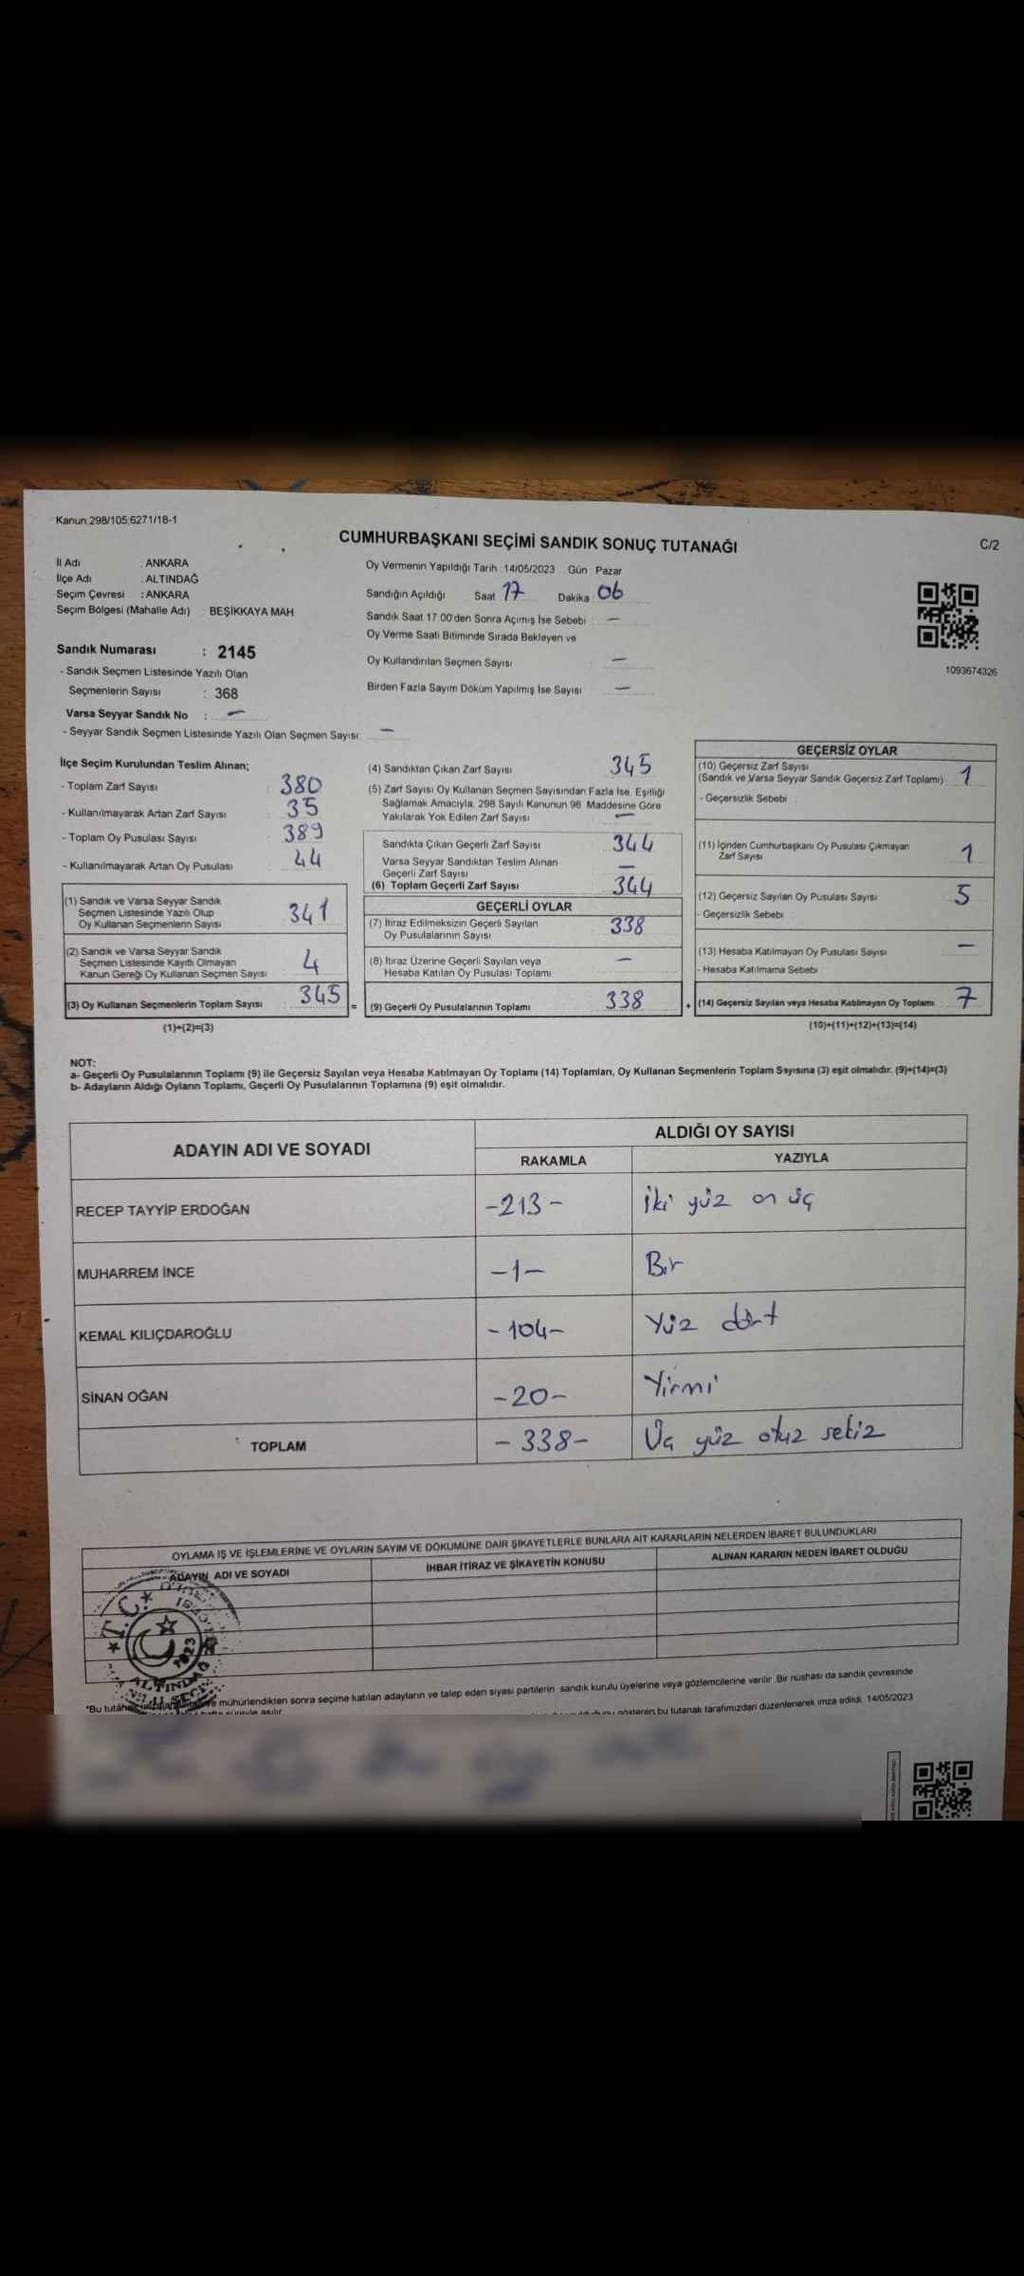 Kanun 298/105 6271/18-1
CUMHURBAŞKANI SEÇİMİ SANDIK SONUÇ TUTANAĞI
C/2
İl Adı : ANKARA
İlçe Adı : ALTINDAĞ
Seçim Çevresi : ANKARA
Seçim Bölgesi (Mahalle Adı) : BEŞİKKAYA MAH
Sandık Numarası : 2145
- Sandık Seçmen Listesinde Yazılı Olan
Seçmenlerin Sayısı : 368
Varsa Seyyar Sandık No : —
- Seyyar Sandık Seçmen Listesinde Yazılı Olan Seçmen Sayısı: —
Oy Vermenin Yapıldığı Tarih : 14/05/2023 Gün : Pazar
Sandığın Açıldığı Saat 17 Dakika : 06
Sandık Saat 17.00'den Sonra Açımış İse Sebebi : —
Oy Verme Saati Bitiminde Sırada Bekleyen ve
Oy Kullandırılan Seçmen Sayısı —
Birden Fazla Sayım Döküm Yapılmış İse Sayısı —
1093674326
İlçe Seçim Kurulundan Teslim Alınan;
- Toplam Zarf Sayısı 380
- Kullanılmayarak Artan Zarf Sayısı 35
- Toplam Oy Pusulası Sayısı 389
- Kullanılmayarak Artan Oy Pusulası 44
(1) Sandık ve Varsa Seyyar Sandık
Seçmen Listesinde Yazılı Olup
Oy Kullanan Seçmenlerin Sayısı 341
(2) Sandık ve Varsa Seyyar Sandık
Seçmen Listesinde Kayıtlı Olmayan
Kanun Gereği Oy Kullanan Seçmen Sayısı 4
(3) Oy Kullanan Seçmenlerin Toplam Sayısı 345 =
(1)+(2)=(3)
(4) Sandıktan Çıkan Zarf Sayısı 345
(5) Zarf Sayısı Oy Kullanan Seçmen Sayısından Fazla İse, Eşitliği
Sağlamak Amacıyla, 298 Sayılı Kanunun 98. Maddesine Göre
Yakılarak Yok Edilen Zarf Sayısı —
Sandıkta Çıkan Geçerli Zarf Sayısı 344
Varsa Seyyar Sandıktan Teslim Alınan
Geçerli Zarf Sayısı —
(6) Toplam Geçerli Zarf Sayısı 344
GEÇERLİ OYLAR
(7) İtiraz Edilmeksizin Geçerli Sayılan
Oy Pusulalarının Sayısı 338
(8) İtiraz Üzerine Geçerli Sayılan veya
Hesaba Katılan Oy Pusulası Toplamı —
(9) Geçerli Oy Pusulalarının Toplamı 338 +
GEÇERSİZ OYLAR
(10) Geçersiz Zarf Sayısı
(Sandık ve Varsa Seyyar Sandık Geçersiz Zarf Toplamı) 1
- Geçersizlik Sebebi
(11) İçinden Cumhurbaşkanı Oy Pusulası Çıkmayan
Zarf Sayısı 1
(12) Geçersiz Sayılan Oy Pusulası Sayısı 5
- Geçersizlik Sebebi
(13) Hesaba Katılmayan Oy Pusulası Sayısı —
- Hesaba Katılmama Sebebi
(14) Geçersiz Sayılan veya Hesaba Katılmayan Oy Toplamı 7
(10)+(11)+(12)+(13)=(14)
NOT:
a- Geçerli Oy Pusulalarının Toplamı (9) ile Geçersiz Sayılan veya Hesaba Katılmayan Oy Toplamı (14) Toplamları, Oy Kullanan Seçmenlerin Toplam Sayısına (3) eşit olmalıdır. (9)+(14)=(3)
b- Adayların Aldığı Oyların Toplamı, Geçerli Oy Pusulalarının Toplamına (9) eşit olmalıdır.
ADAYIN ADI VE SOYADI
ALDIĞI OY SAYISI
RAKAMLA YAZIYLA
RECEP TAYYİP ERDOĞAN -213- İki yüz on üç
MUHARREM İNCE -1- Bir
KEMAL KILIÇDAROĞLU -104- Yüz dört
SİNAN OĞAN -20- Yirmi
TOPLAM -338- Üç yüz otuz sekiz
OYLAMA İŞ VE İŞLEMLERİNE VE OYLARIN SAYIM VE DÖKÜMÜNE DAİR ŞİKAYETLERLE BUNLARA AİT KARARLARIN NELERDEN İBARET BULUNDUKLARI
ADAYIN ADI VE SOYADI İHBAR İTİRAZ VE ŞİKAYETİN KONUSU ALINAN KARARIN NEDEN İBARET OLDUĞU
T.C.
1923
ALTINDAĞ
mühürlendikten sonra seçime katılan adayların ve talep eden siyasi partilerin sandık kurulu üyelerine veya gözlemcilerine verilir. Bir nüshası da sandık çevresinde
gösteren bu tutanak tarafımızdan düzenlenerek imza edildi. 14/05/2023